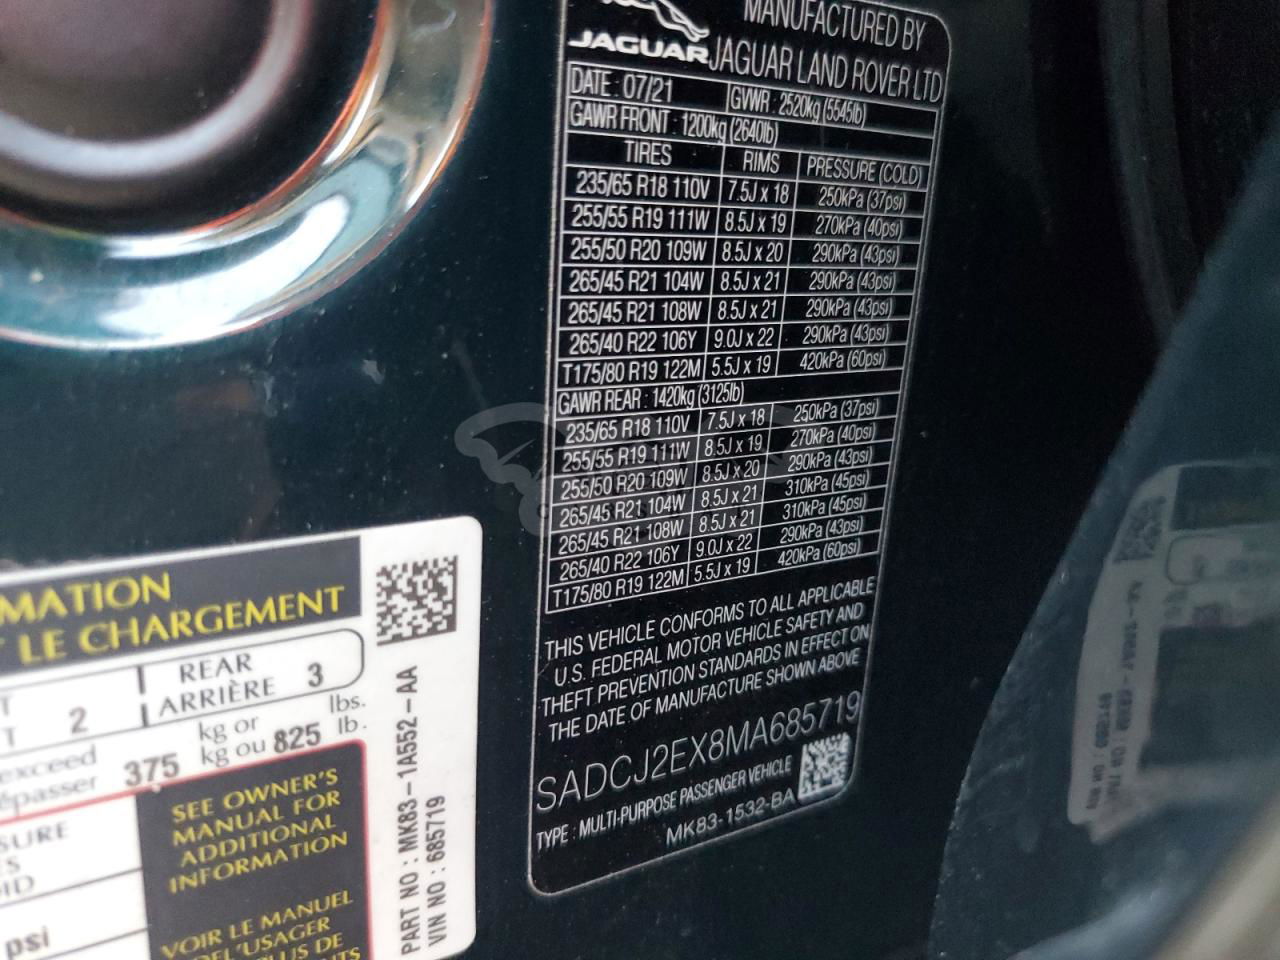 JAGUAR
MANUFACTURED BY
JAGUAR LAND ROVER LTD
DATE : 07/21 GVWR : 2520kg (5545lb)
GAWR FRONT : 1200kg (2640lb)
TIRES RIMS PRESSURE (COLD)
235/65 R18 110V 7.5J x 18 250kPa (37psi)
255/55 R19 111W 8.5J x 19 270kPa (40psi)
255/50 R20 109W 8.5J x 20 290kPa (43psi)
265/45 R21 104W 8.5J x 21 290kPa (43psi)
265/45 R21 108W 8.5J x 21 290kPa (43psi)
265/40 R22 106Y 9.0J x 22 290kPa (43psi)
T175/80 R19 122M 5.5J x 19 420kPa (60psi)
GAWR REAR : 1420kg (3125lb)
235/65 R18 110V 7.5J x 18 250kPa (37psi)
255/55 R19 111W 8.5J x 19 270kPa (40psi)
255/50 R20 109W 8.5J x 20 290kPa (43psi)
265/45 R21 104W 8.5J x 21 310kPa (45psi)
265/45 R21 108W 8.5J x 21 310kPa (45psi)
265/40 R22 106Y 9.0J x 22 290kPa (43psi)
T175/80 R19 122M 5.5J x 19 420kPa (60psi)
THIS VEHICLE CONFORMS TO ALL APPLICABLE
U.S. FEDERAL MOTOR VEHICLE SAFETY AND
THEFT PREVENTION STANDARDS IN EFFECT ON
THE DATE OF MANUFACTURE SHOWN ABOVE
SADCJ2EX8MA685719
TYPE : MULTI-PURPOSE PASSENGER VEHICLE
MK83-1532-BA
MATION
T LE CHARGEMENT
T 2 REAR 3
T ARRIÈRE
exceed 375 kg or 825 lbs.
épasser kg ou lb.
SURE
ES
OID
psi
SEE OWNER'S
MANUAL FOR
ADDITIONAL
INFORMATION
VOIR LE MANUEL
DE L'USAGER
PLUS DE
PART NO : MK83-1A552-AA
VIN NO : 685719